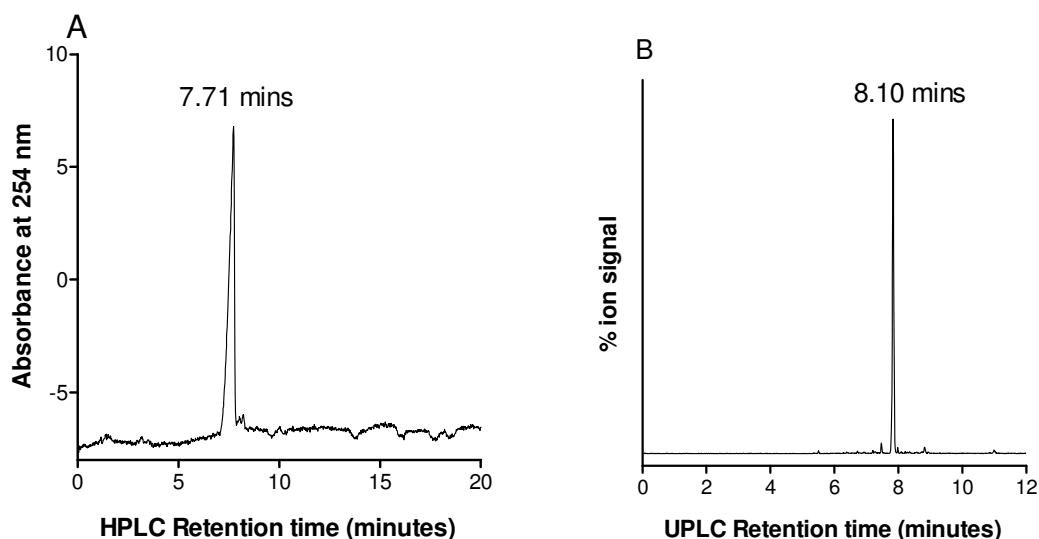 A
10
7.71 mins
5
0
-5
Absorbance at 254 nm
0
5
10
15
20
HPLC Retention time (minutes)
B
8.10 mins
% ion signal
0
2
4
6
8
10
12
UPLC Retention time (minutes)